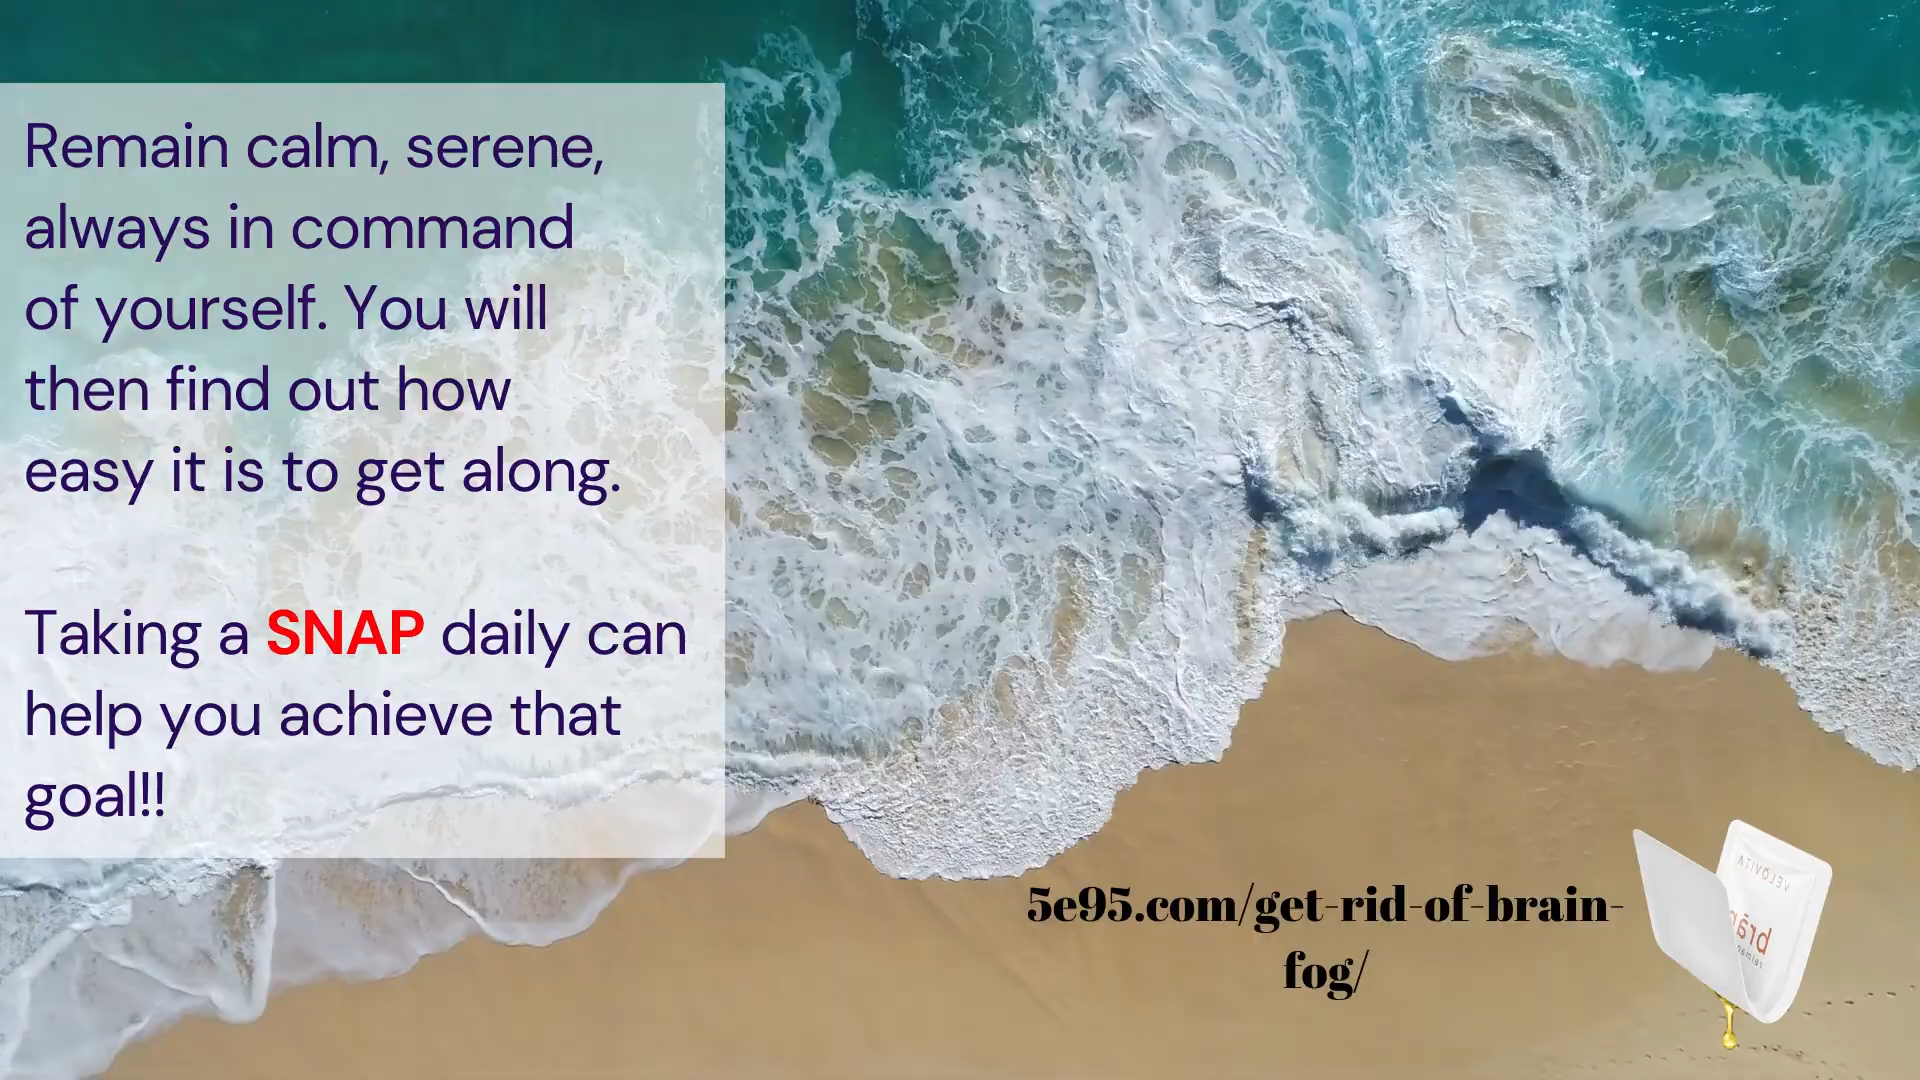 Remain calm, serene,
always in command
of yourself. You will
then find out how
easy it is to get along.
Taking a SNAP daily can
help you achieve that
goal!!
5e95.com/get-rid-of-brain-
fog/
VELOVITA
brān